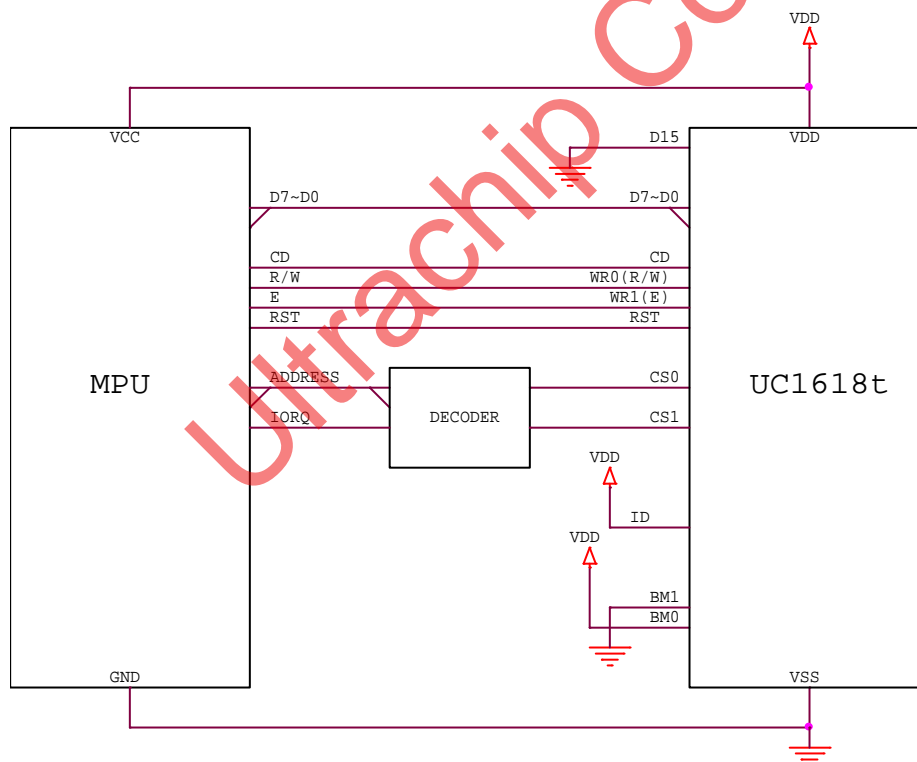 VDD
VCC
D15
VDD
D7~D0
D7~D0
CD
CD
R/W
WR0(R/W)
E
WR1(E)
RST
RST
MPU
ADDRESS
CS0
UC1618t
IORQ
DECODER
CS1
VDD
ID
VDD
BM1
BM0
GND
VSS
Ultrachip Co